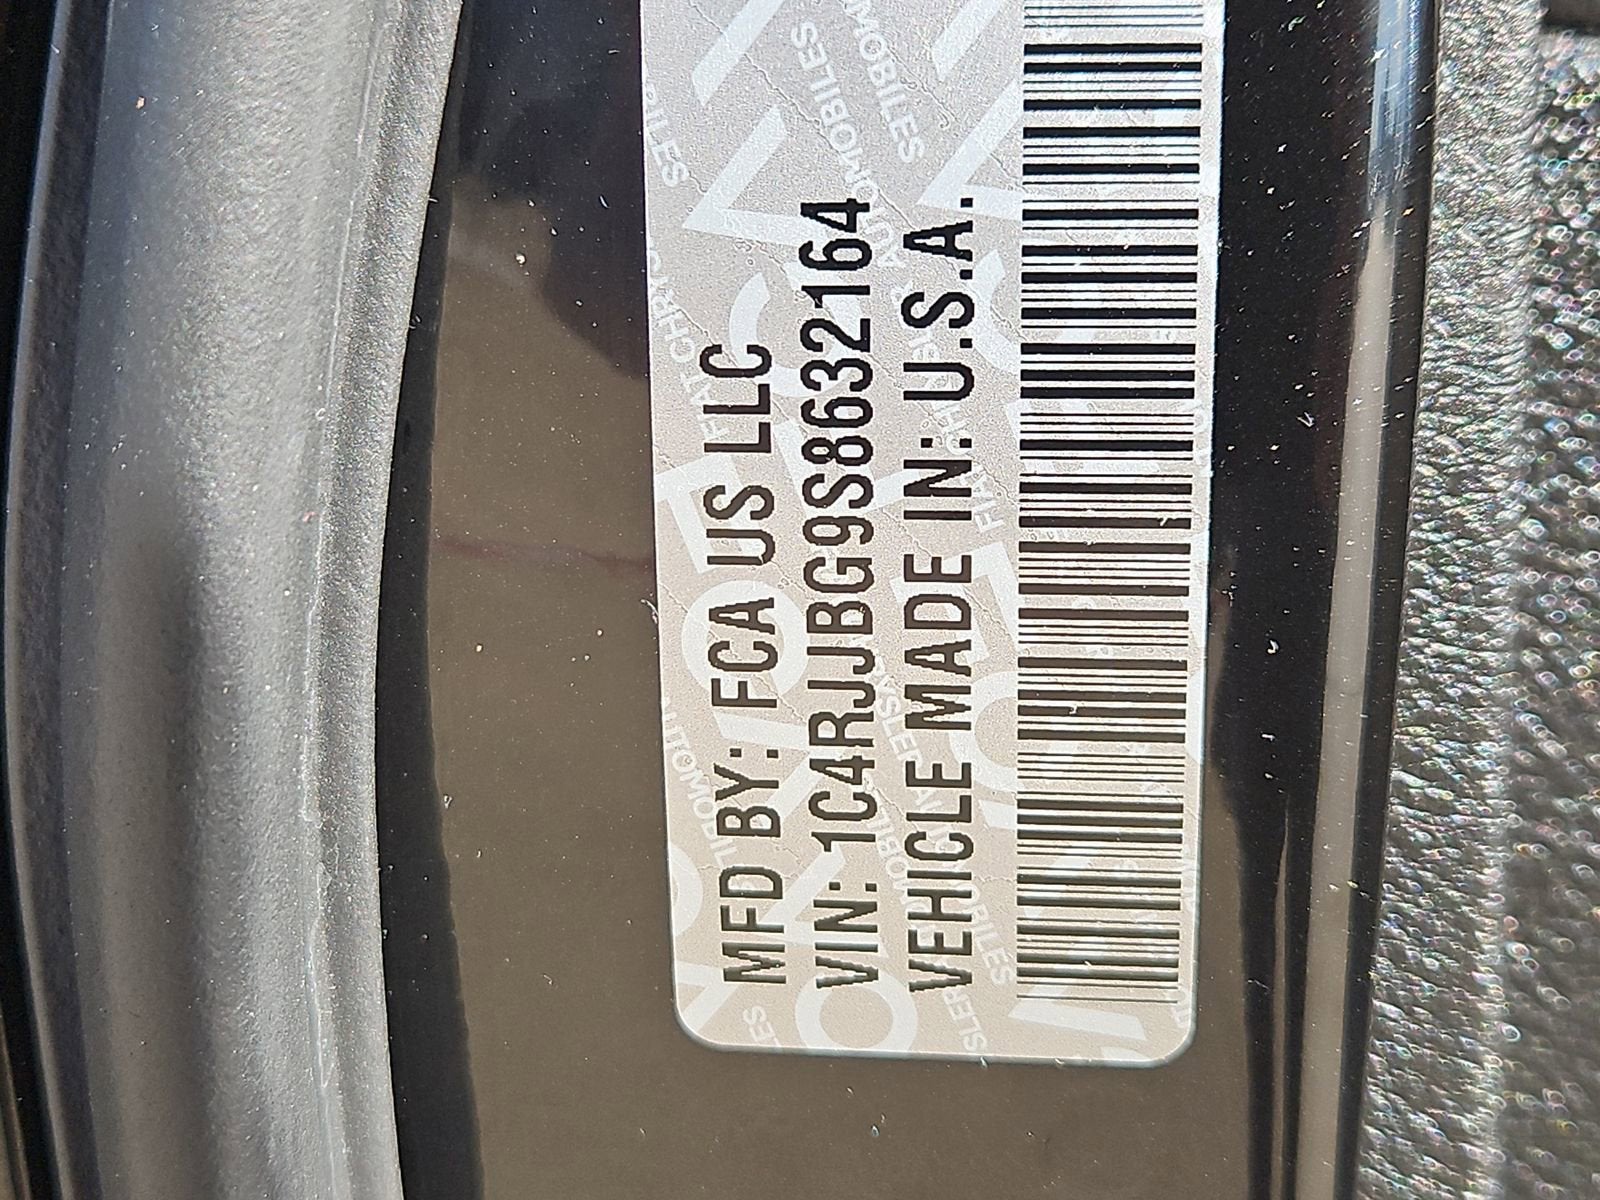 MFD BY: FCA US LLC
VIN: 1C4RJJBG9S8632164
VEHICLE MADE IN: U.S.A.